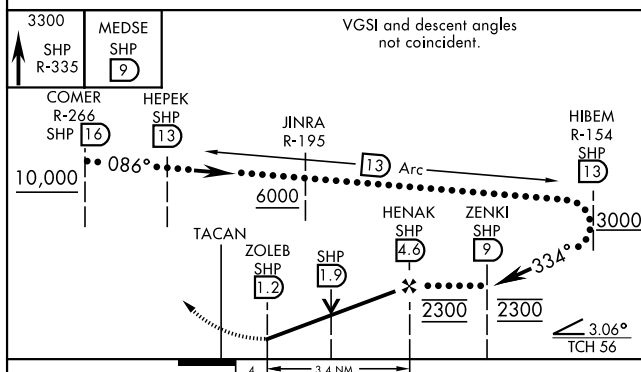 3300
SHP
R-335
MEDSE
SHP
9
VGSI and descent angles
not coincident.
COMER
R-266
SHP 16
HEPEK
SHP
13
JINRA
R-195
13 Arc
HIBEM
R-154
SHP
13
086°
10,000
6000
3000
HENAK
SHP
4.6
ZENKI
SHP
9
334°
TACAN
ZOLEB
SHP
1.2
SHP
1.9
2300
2300
3.06°
TCH 56
.4
3.4 NM